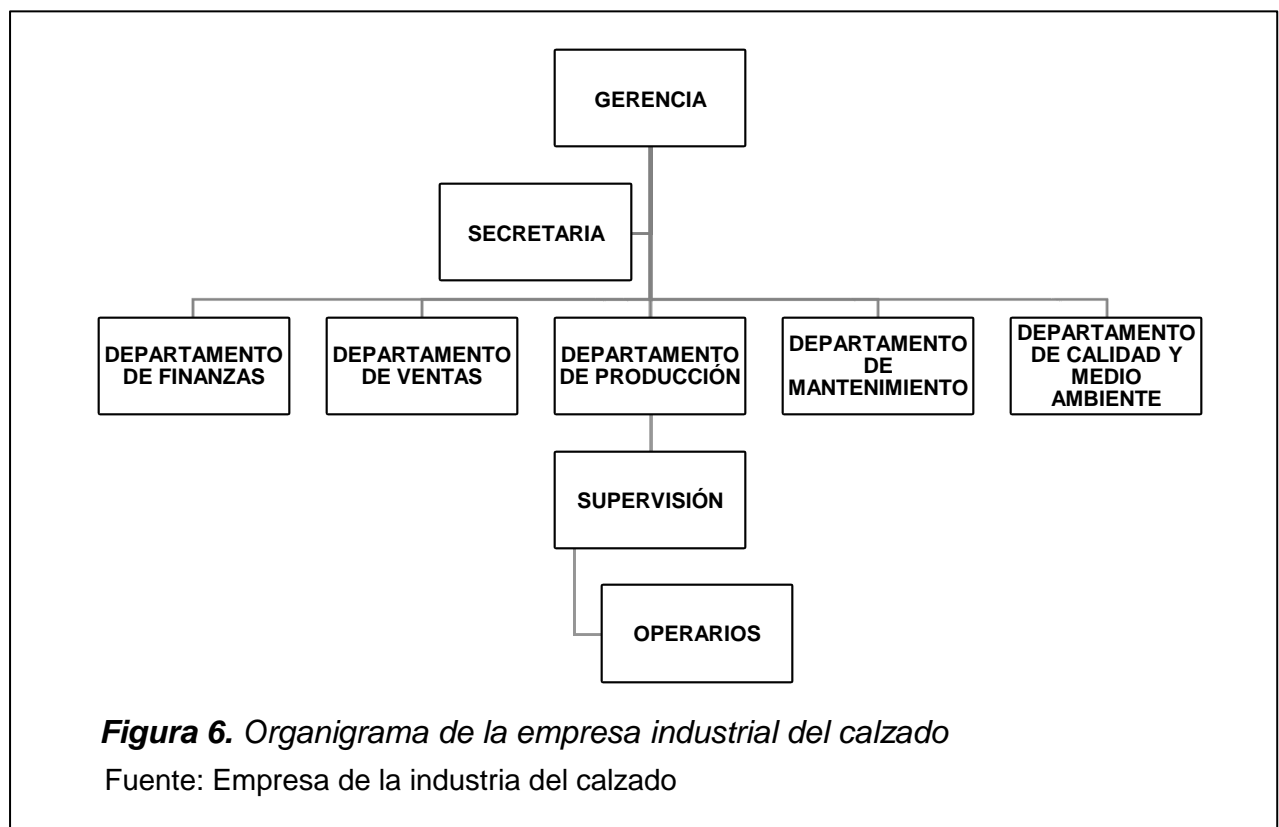 GERENCIA
SECRETARIA
DEPARTAMENTO
DE FINANZAS
DEPARTAMENTO
DE VENTAS
DEPARTAMENTO
DE PRODUCCIÓN
DEPARTAMENTO
DE
MANTENIMIENTO
DEPARTAMENTO
DE CALIDAD Y
MEDIO
AMBIENTE
SUPERVISIÓN
OPERARIOS
Figura 6. Organigrama de la empresa industrial del calzado
Fuente: Empresa de la industria del calzado